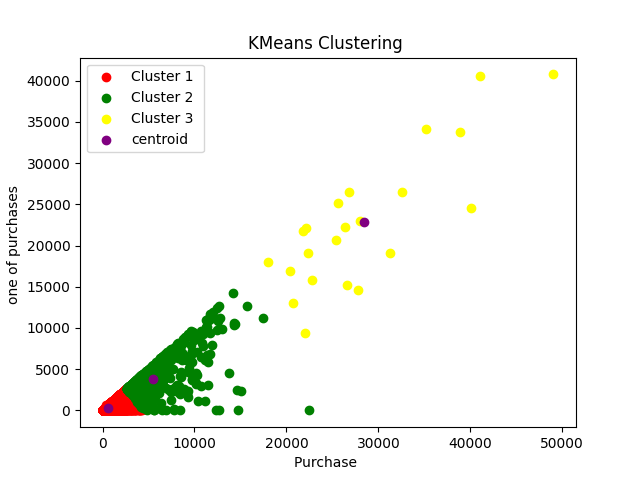 KMeans Clustering
Cluster 1
Cluster 2
Cluster 3
centroid
one of purchases
40000
35000
30000
25000
20000
15000
10000
5000
0
0 10000 20000 30000 40000 50000
Purchase